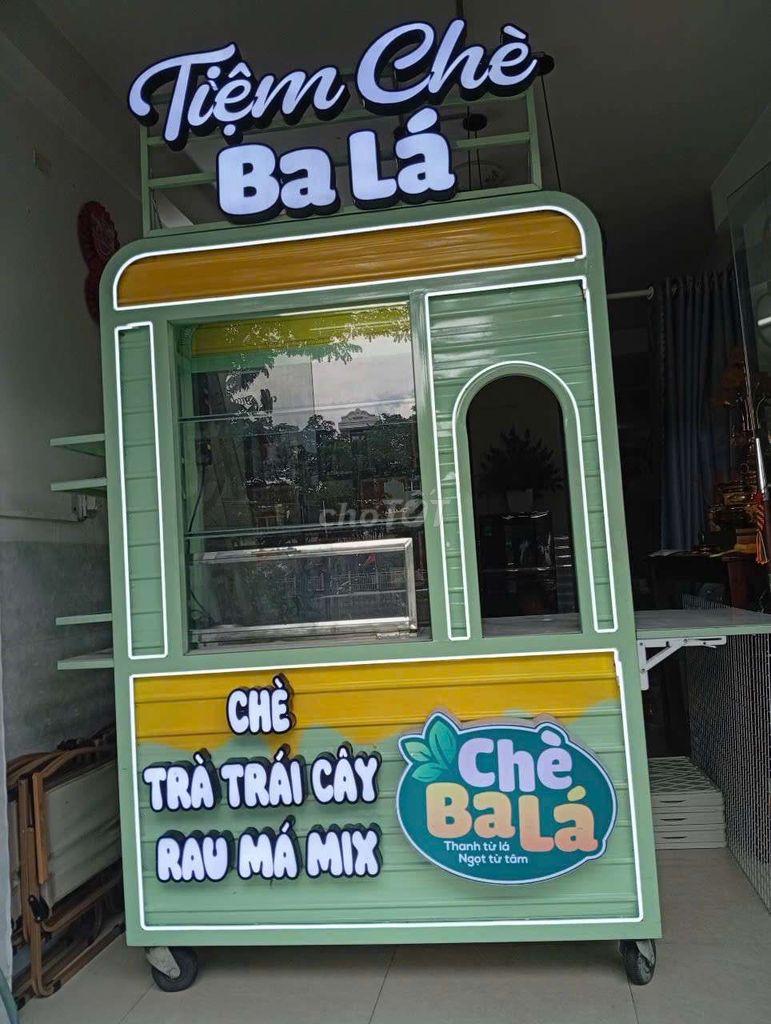 Tiệm Chè
Ba Lá
choTỐT
CHÈ
TRÀ TRÁI CÂY
RAU MÁ MIX
Chè
Ba Lá
Thanh từ lá
Ngọt từ tâm